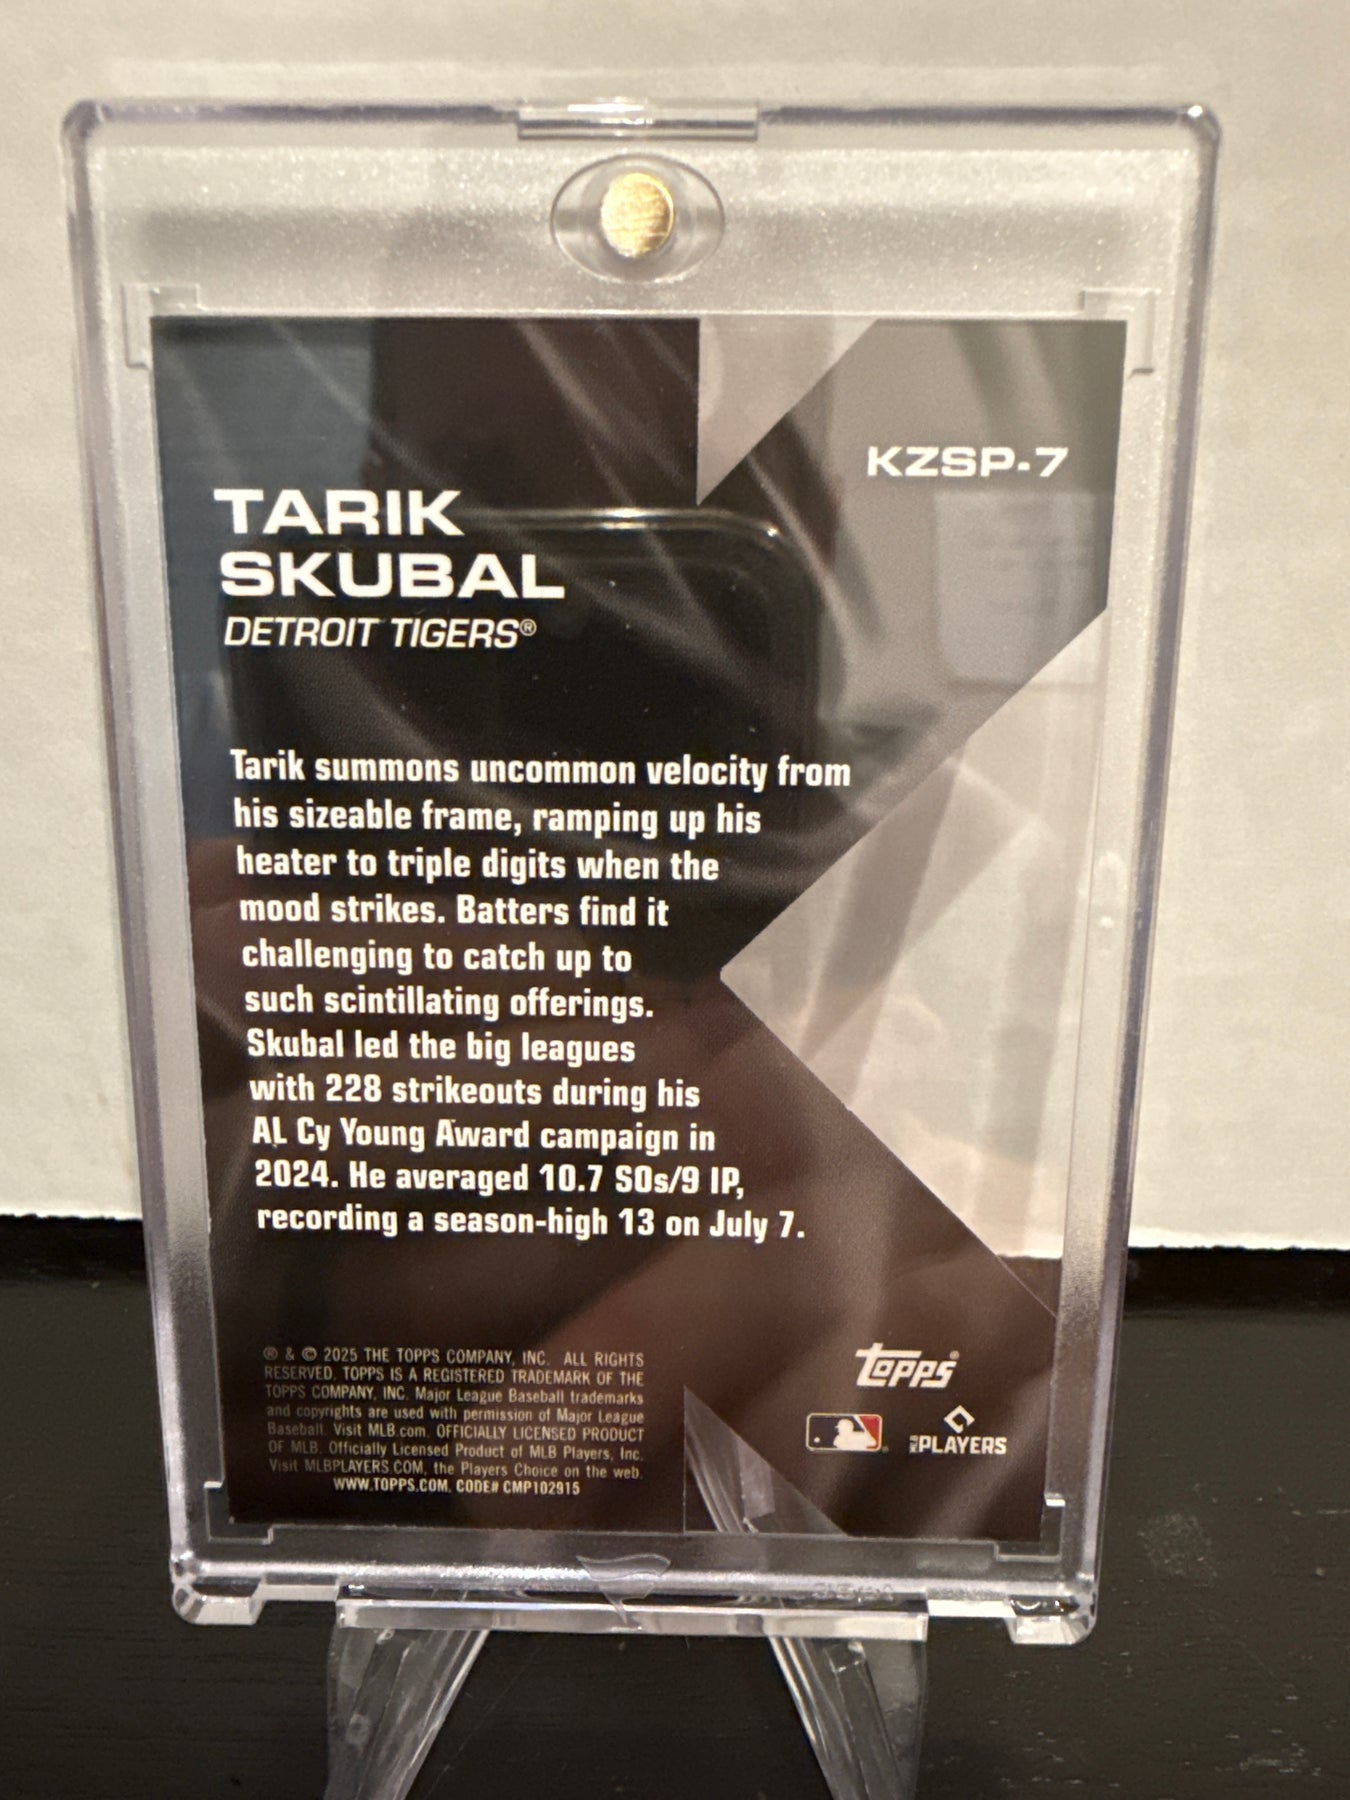 KZSP-7
TARIK
SKUBAL
DETROIT TIGERS®
Tarik summons uncommon velocity from
his sizeable frame, ramping up his
heater to triple digits when the
mood strikes. Batters find it
challenging to catch up to
such scintillating offerings.
Skubal led the big leagues
with 228 strikeouts during his
AL Cy Young Award campaign in
2024. He averaged 10.7 SOs/9 IP,
recording a season-high 13 on July 7.
® & © 2025 THE TOPPS COMPANY, INC. ALL RIGHTS
RESERVED. TOPPS IS A REGISTERED TRADEMARK OF THE
TOPPS COMPANY, INC. Major League Baseball trademarks
and copyrights are used with permission of Major League
Baseball. Visit MLB.com. OFFICIALLY LICENSED PRODUCT
OF MLB. Officially Licensed Product of MLB Players, Inc.
Visit MLBPLAYERS.COM, the Players Choice on the web.
WWW.TOPPS.COM. CODE# CMP102915
Topps®
MLB PLAYERS